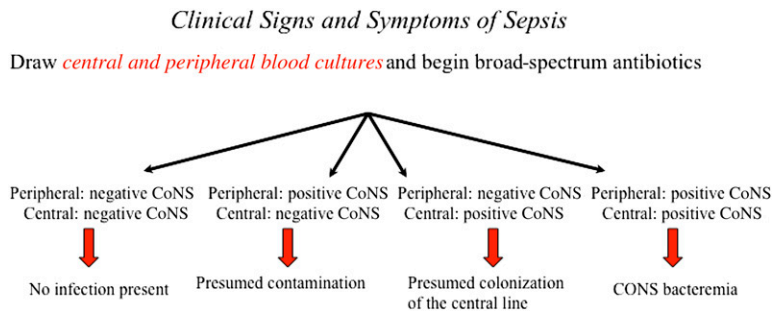 Clinical Signs and Symptoms of Sepsis
Draw central and peripheral blood cultures and begin broad-spectrum antibiotics
Peripheral: negative CoNS
Central: negative CoNS
No infection present
Peripheral: positive CoNS
Central: negative CoNS
Presumed contamination
Peripheral: negative CoNS
Central: positive CoNS
Presumed colonization
of the central line
Peripheral: positive CoNS
Central: positive CoNS
CONS bacteremia